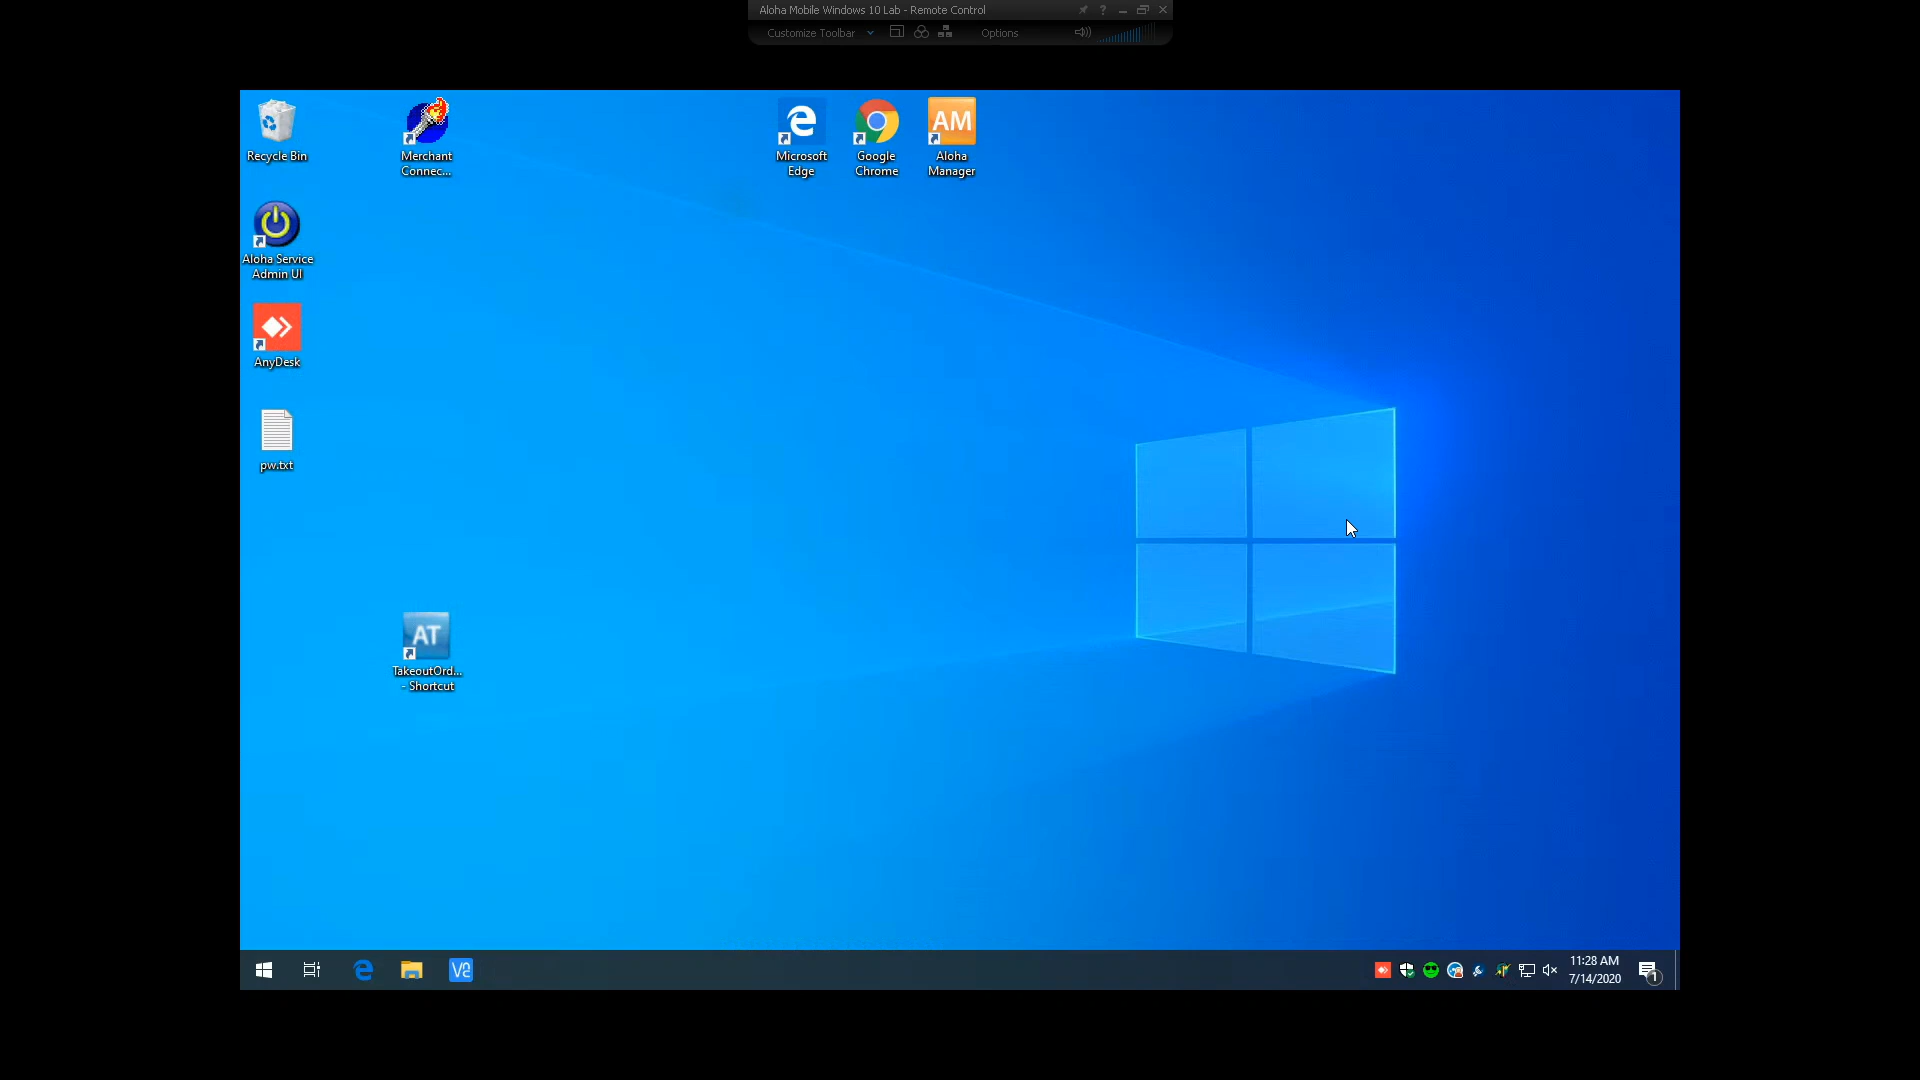 Aloha Mobile Windows 10 Lab - Remote Control
Customize Toolbar
Options
Recycle Bin
Merchant
Connec...
Microsoft
Edge
Google
Chrome
AM
Aloha
Manager
Aloha Service
Admin UI
AnyDesk
pw.txt
AT
TakeoutOrd...
- Shortcut
11:28 AM
7/14/2020
1